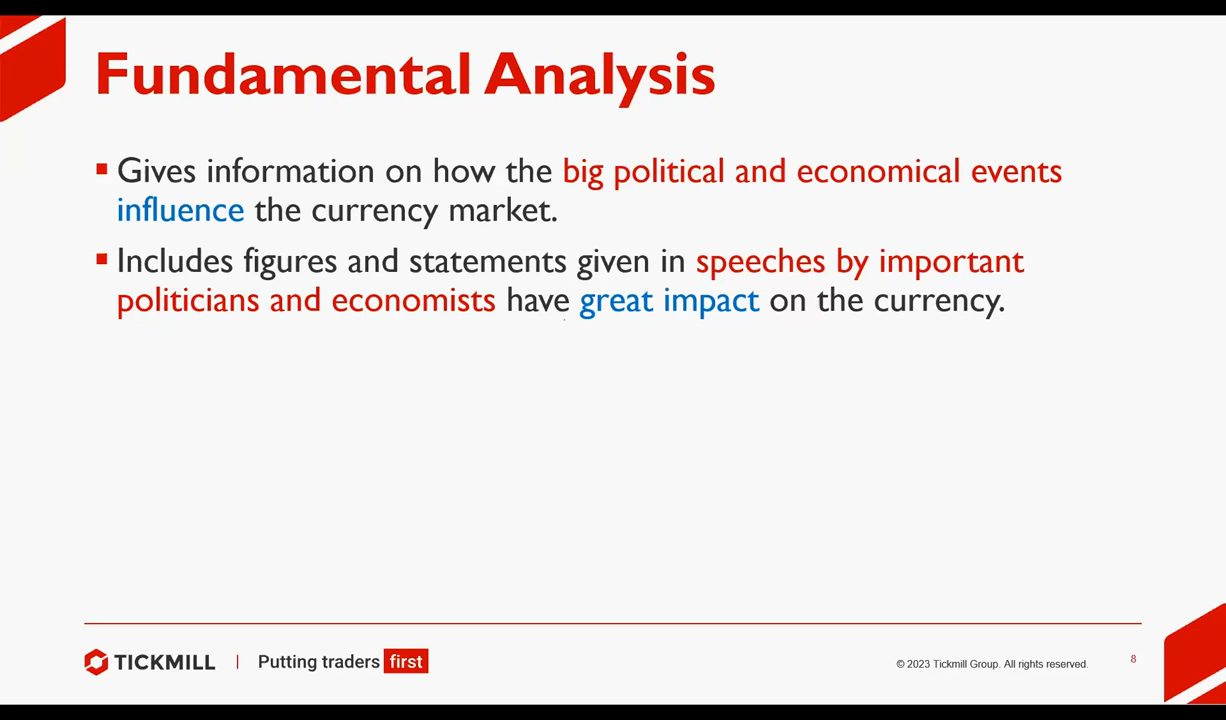 Fundamental Analysis
▪ Gives information on how the big political and economical events
influence the currency market.
▪ Includes figures and statements given in speeches by important
politicians and economists have great impact on the currency.
TICKMILL | Putting traders first
© 2023 Tickmill Group. All rights reserved.
8